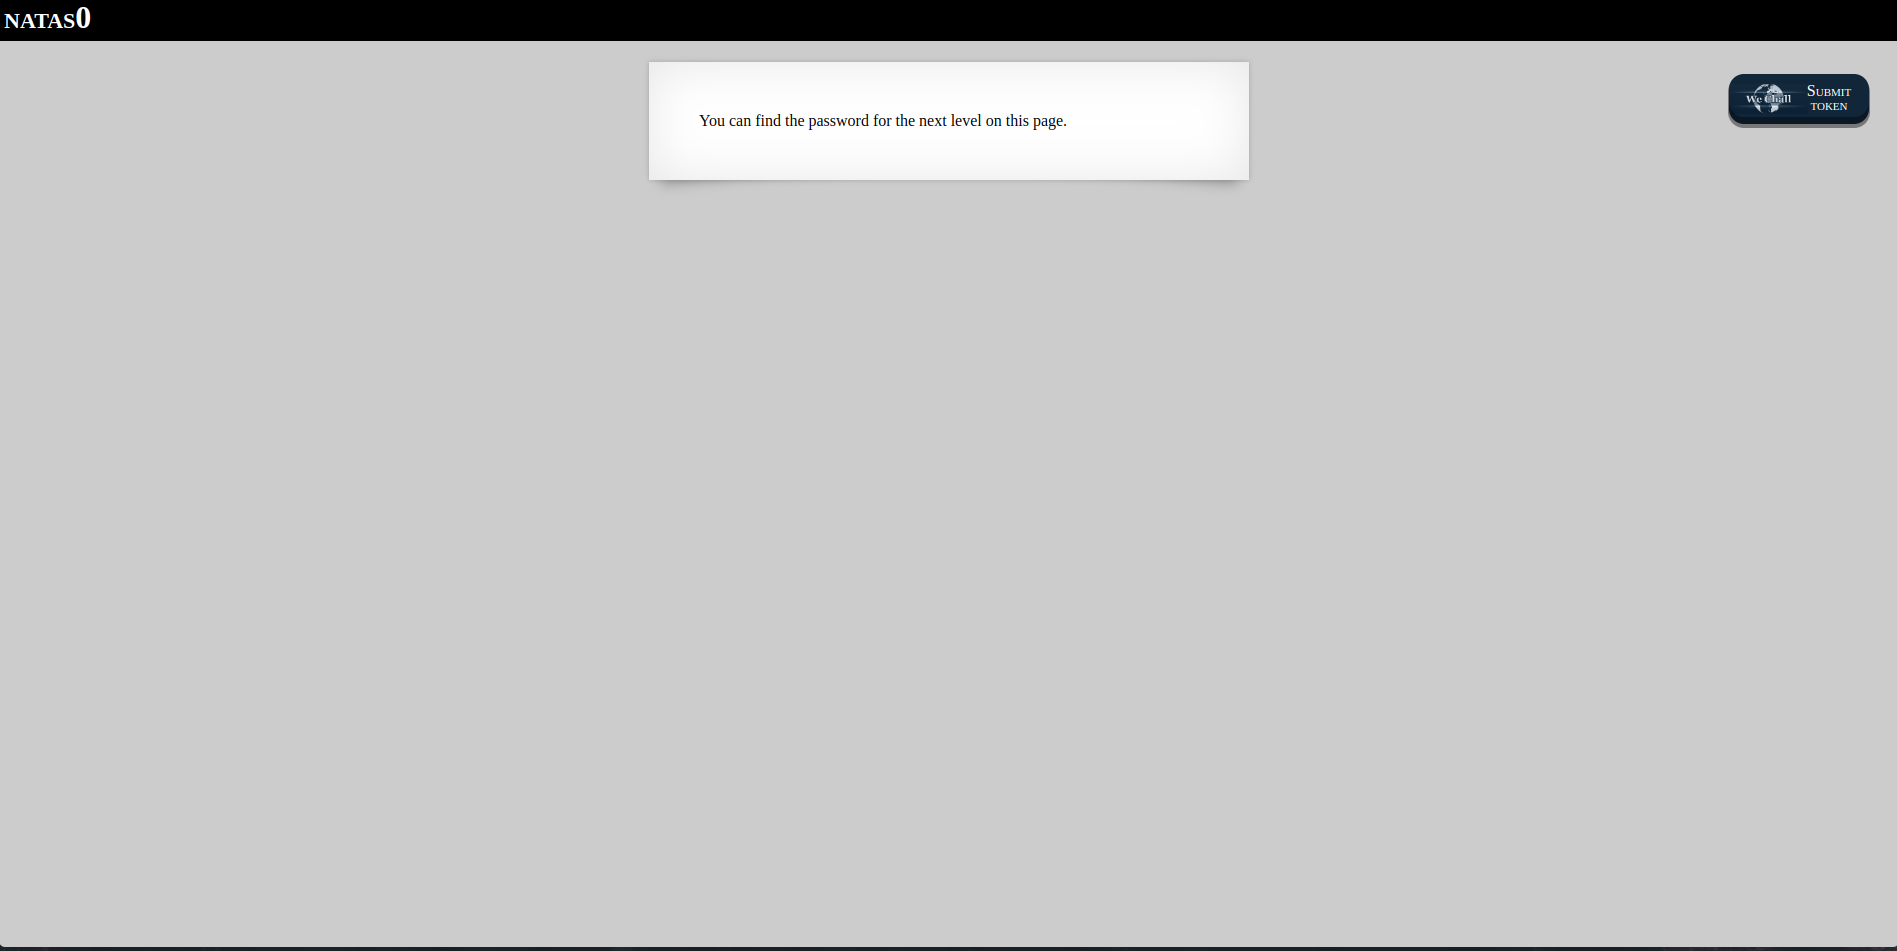 NATAS0
You can find the password for the next level on this page.
We Chall
SUBMIT
TOKEN